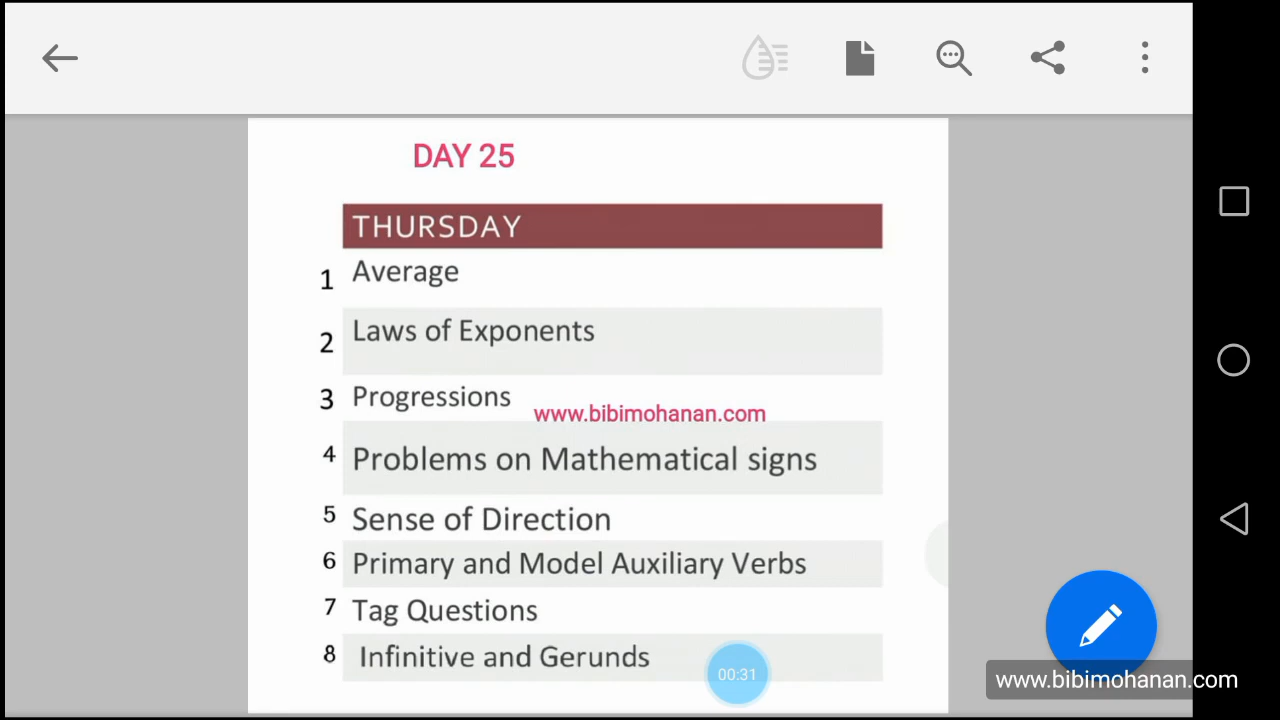 DAY 25
THURSDAY
1 Average
2 Laws of Exponents
3 Progressions
www.bibimohanan.com
4 Problems on Mathematical signs
5 Sense of Direction
6 Primary and Model Auxiliary Verbs
7 Tag Questions
8 Infinitive and Gerunds
00:31
www.bibimohanan.com